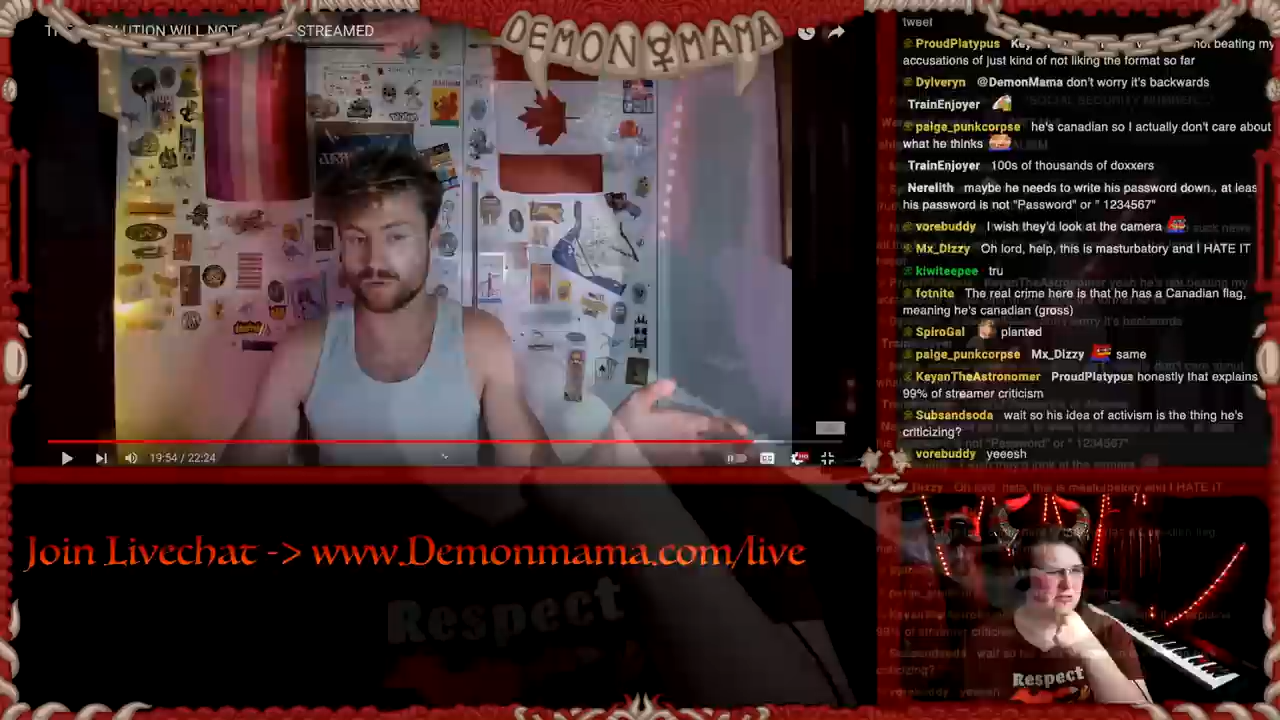 TH
OLUTION WILL NOT
E STREAMED
DEMON MAMA
19:54 / 22:24
Join Livechat -> www.Demonmama.com/live
Respect
tweet
ProudPlatypus
not beating my
accusations of just kind of not liking the format so far
Dylveryn @DemonMama don't worry it's backwards
TrainEnjoyer
paige_punkcorpse he's canadian so I actually don't care about
what he thinks
TrainEnjoyer 100s of thousands of doxxers
Nerelith maybe he needs to write his password down.. at leas
his password is not "Password" or " 1234567"
vorebuddy I wish they'd look at the camera
Mx_Dizzy Oh lord, help, this is masturbatory and I HATE IT
kiwiteepee tru
fotnite The real crime here is that he has a Canadian flag,
meaning he's canadian (gross)
SpiroGal planted
paige_punkcorpse Mx_Dizzy same
KeyanTheAstronomer ProudPlatypus honestly that explains
99% of streamer criticism
Subsandsoda wait so his idea of activism is the thing he's
criticizing?
vorebuddy yeeesh
Respect